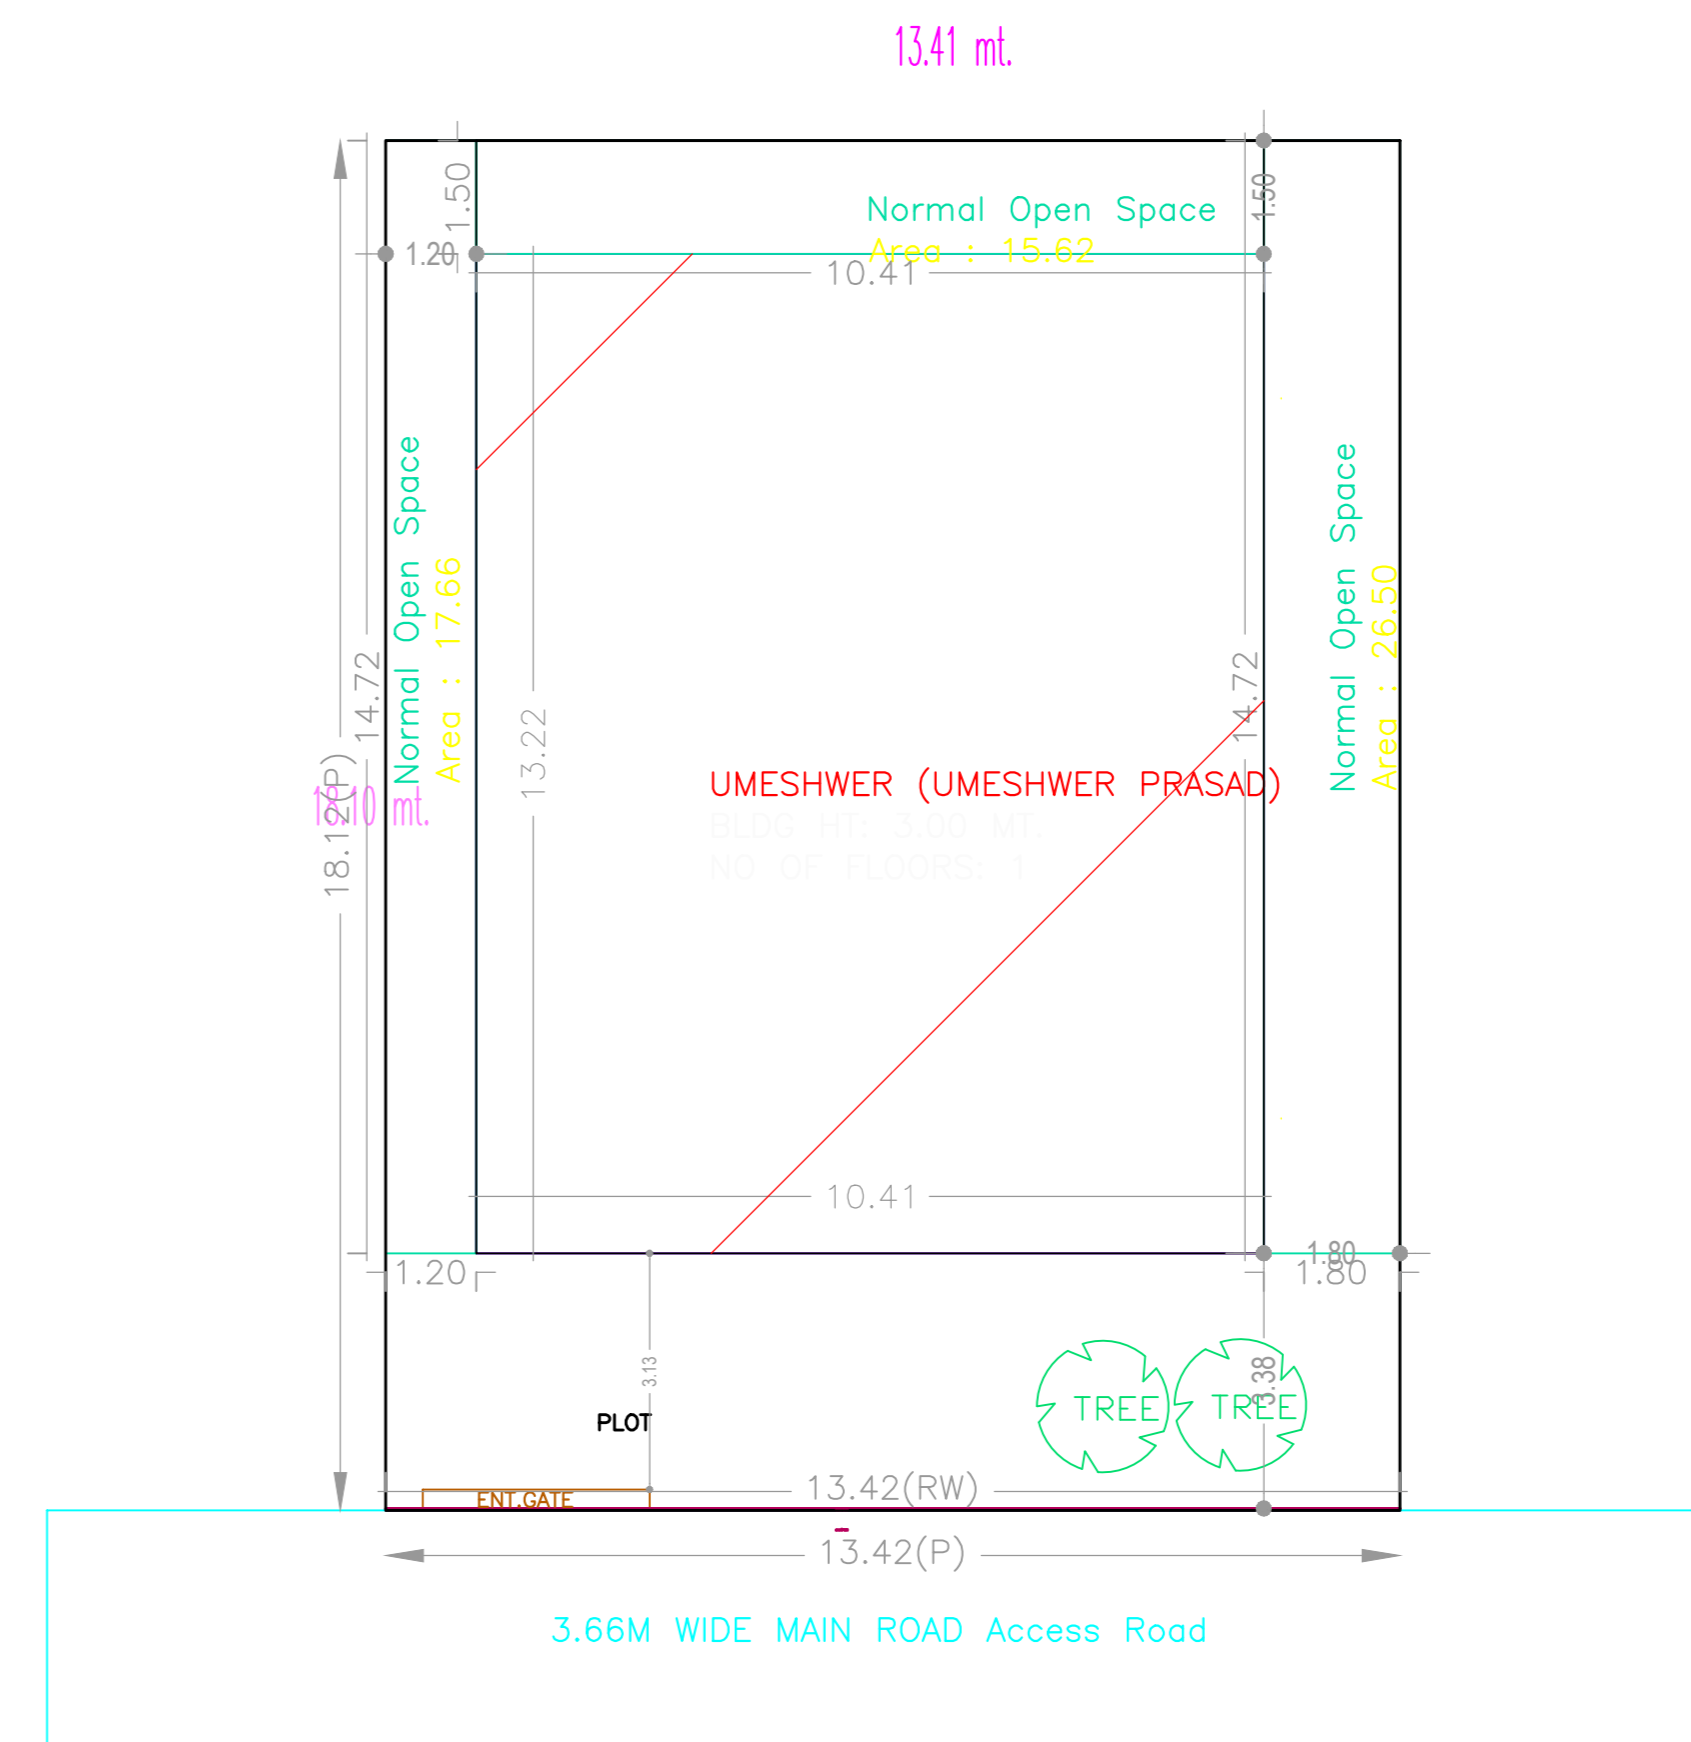 13.41 mt.
1.50
1.50
Normal Open Space
Area : 15.62
1.20
10.41
Normal Open Space
Area : 17.66
Normal Open Space
Area : 26.50
14.72
14.72
13.22
18.12(P)
18.10 mt.
UMESHWER (UMESHWER PRASAD)
BLDG HT: 3.00 MT.
NO OF FLOORS: 1
10.41
1.80
1.20
1.80
3.13
3.38
TREE
TREE
PLOT
13.42(RW)
ENT.GATE
13.42(P)
3.66M WIDE MAIN ROAD Access Road